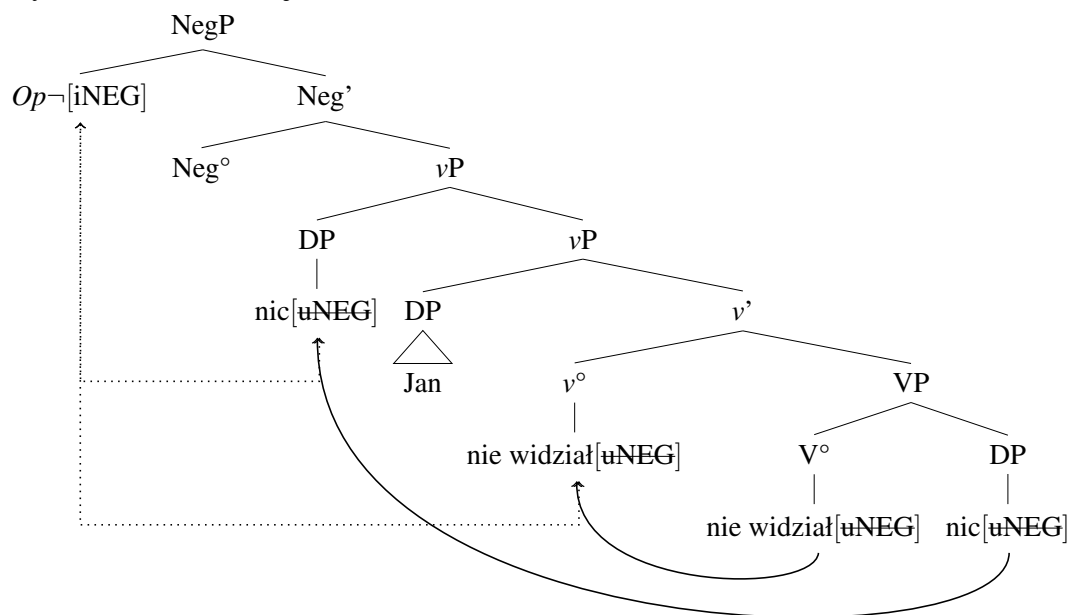 NegP
Op¬[iNEG] Neg’
Neg° vP
DP vP
nic[uNEG] DP v’
Jan v° VP
nie widział[uNEG] V° DP
nie widział[uNEG] nic[uNEG]